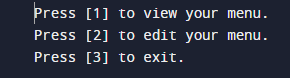 Press [1] to view your menu.
Press [2] to edit your menu.
Press [3] to exit.